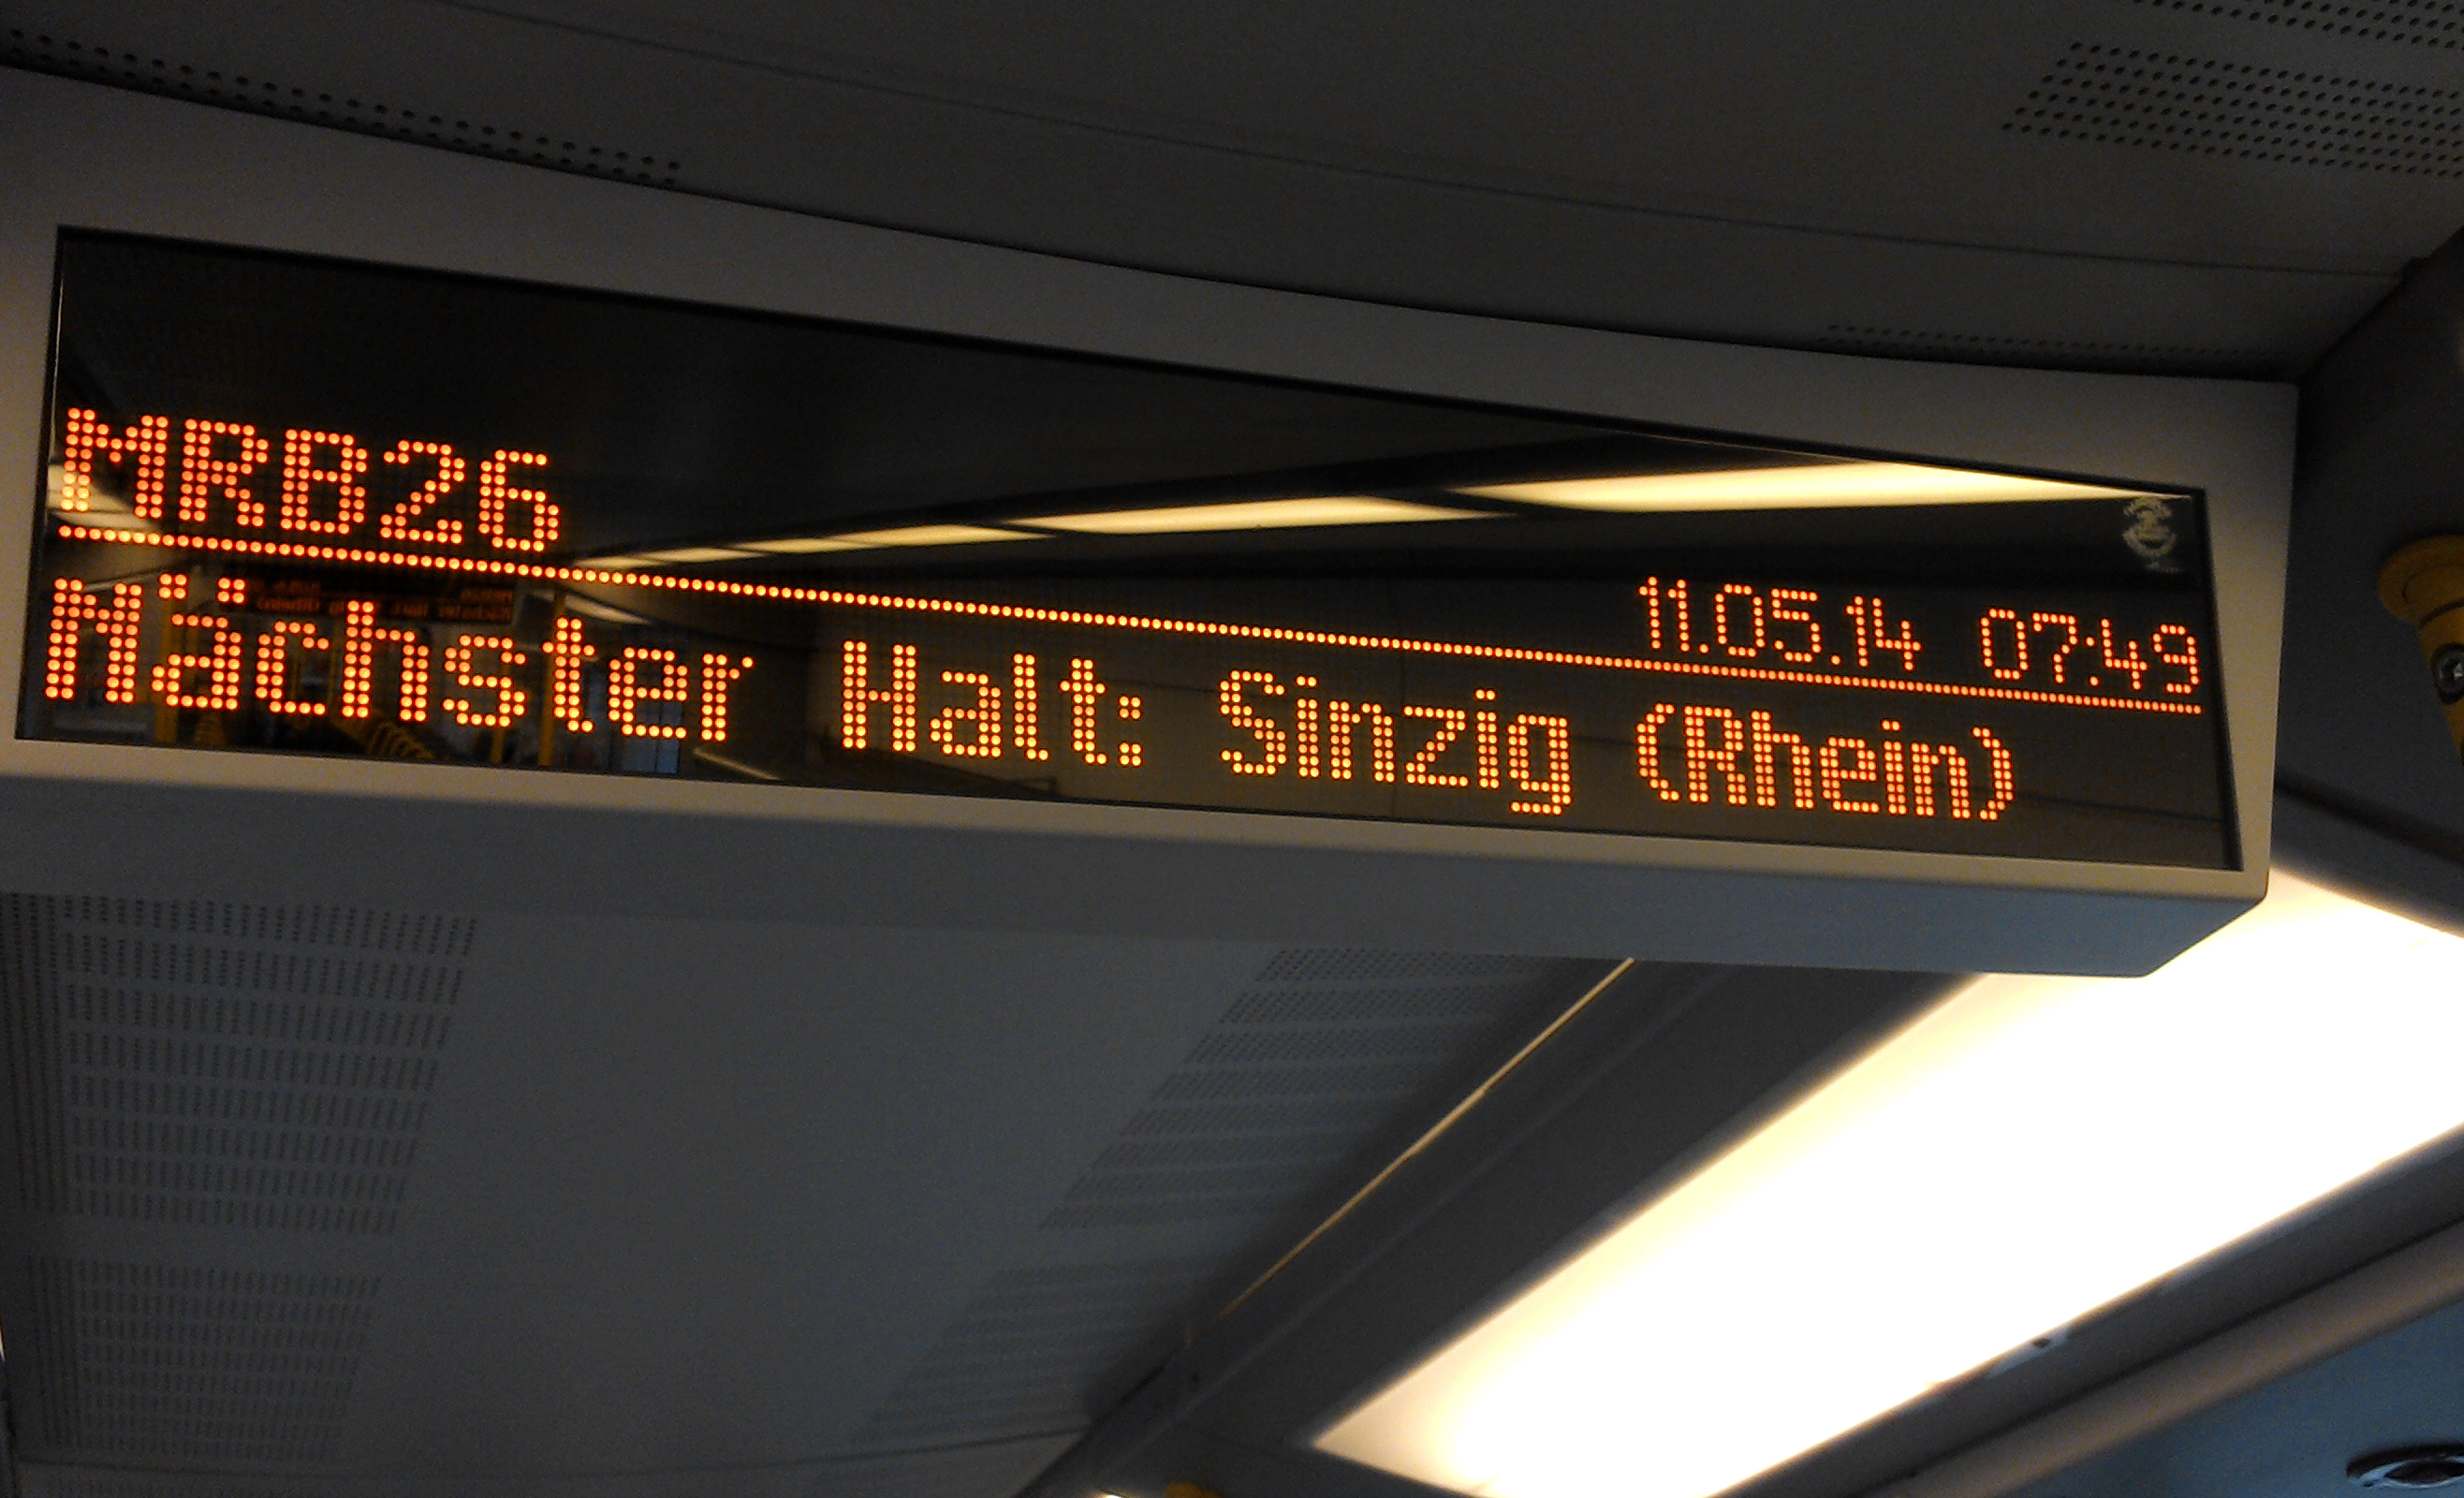 MRB26
11.05.14 07:49
Nächster Halt: Sinzig (Rhein)